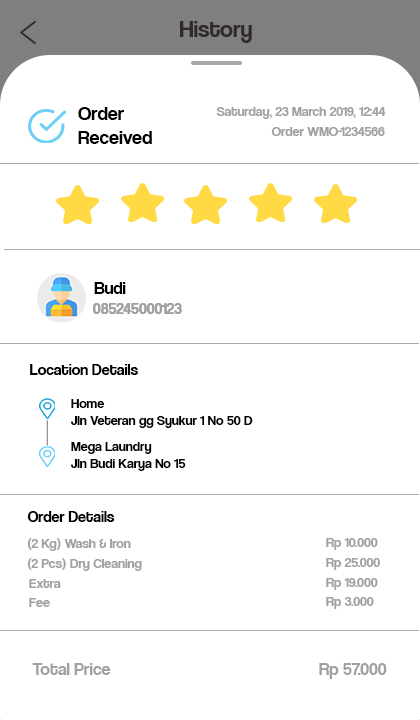 History
Order
Received
Saturday, 23 March 2019, 12:44
Order WMO-1234566
Budi
085245000123
Location Details
Home
Jln Veteran gg Syukur 1 No 50 D
Mega Laundry
Jln Budi Karya No 15
Order Details
(2 Kg) Wash & Iron Rp 10.000
(2 Pcs) Dry Cleaning Rp 25.000
Extra Rp 19.000
Fee Rp 3.000
Total Price Rp 57.000